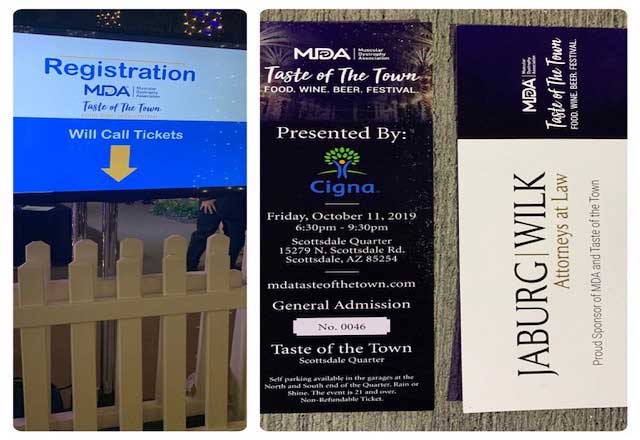 Registration
MDA Muscular Dystrophy Association
Taste of The Town
FOOD. WINE. BEER. FESTIVAL.
Will Call Tickets
MDA Muscular Dystrophy Association
Taste of The Town
FOOD. WINE. BEER. FESTIVAL.
Presented By:
Cigna
Friday, October 11, 2019
6:30pm - 9:30pm
Scottsdale Quarter
15279 N. Scottsdale Rd.
Scottsdale, AZ 85254
mdatasteofthetown.com
General Admission
No. 0046
Taste of the Town
Scottsdale Quarter
Self parking available in the garages at the
North and South end of the Quarter. Rain or
Shine. The event is 21 and over.
Non-Refundable Ticket.
MDA Muscular Dystrophy Association
Taste of The Town
FOOD. WINE. BEER. FESTIVAL.
JABURG|WILK
Attorneys at Law
Proud Sponsor of MDA and Taste of the Town